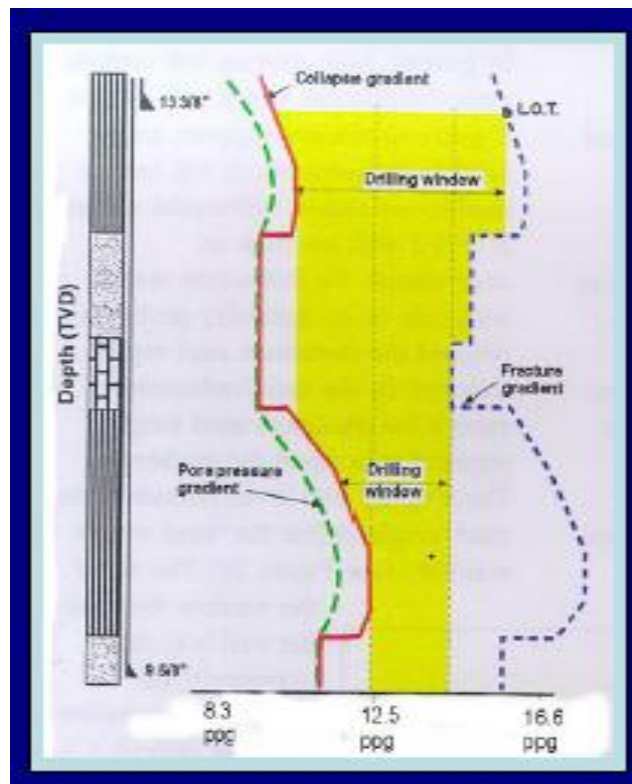 Collapse gradient
13 3/8"
L.O.T.
Drilling window
Depth (TVD)
Fracture
gradient
Pore pressure
gradient
Drilling
window
9 5/8"
8.3
ppg
12.5
ppg
16.6
ppg